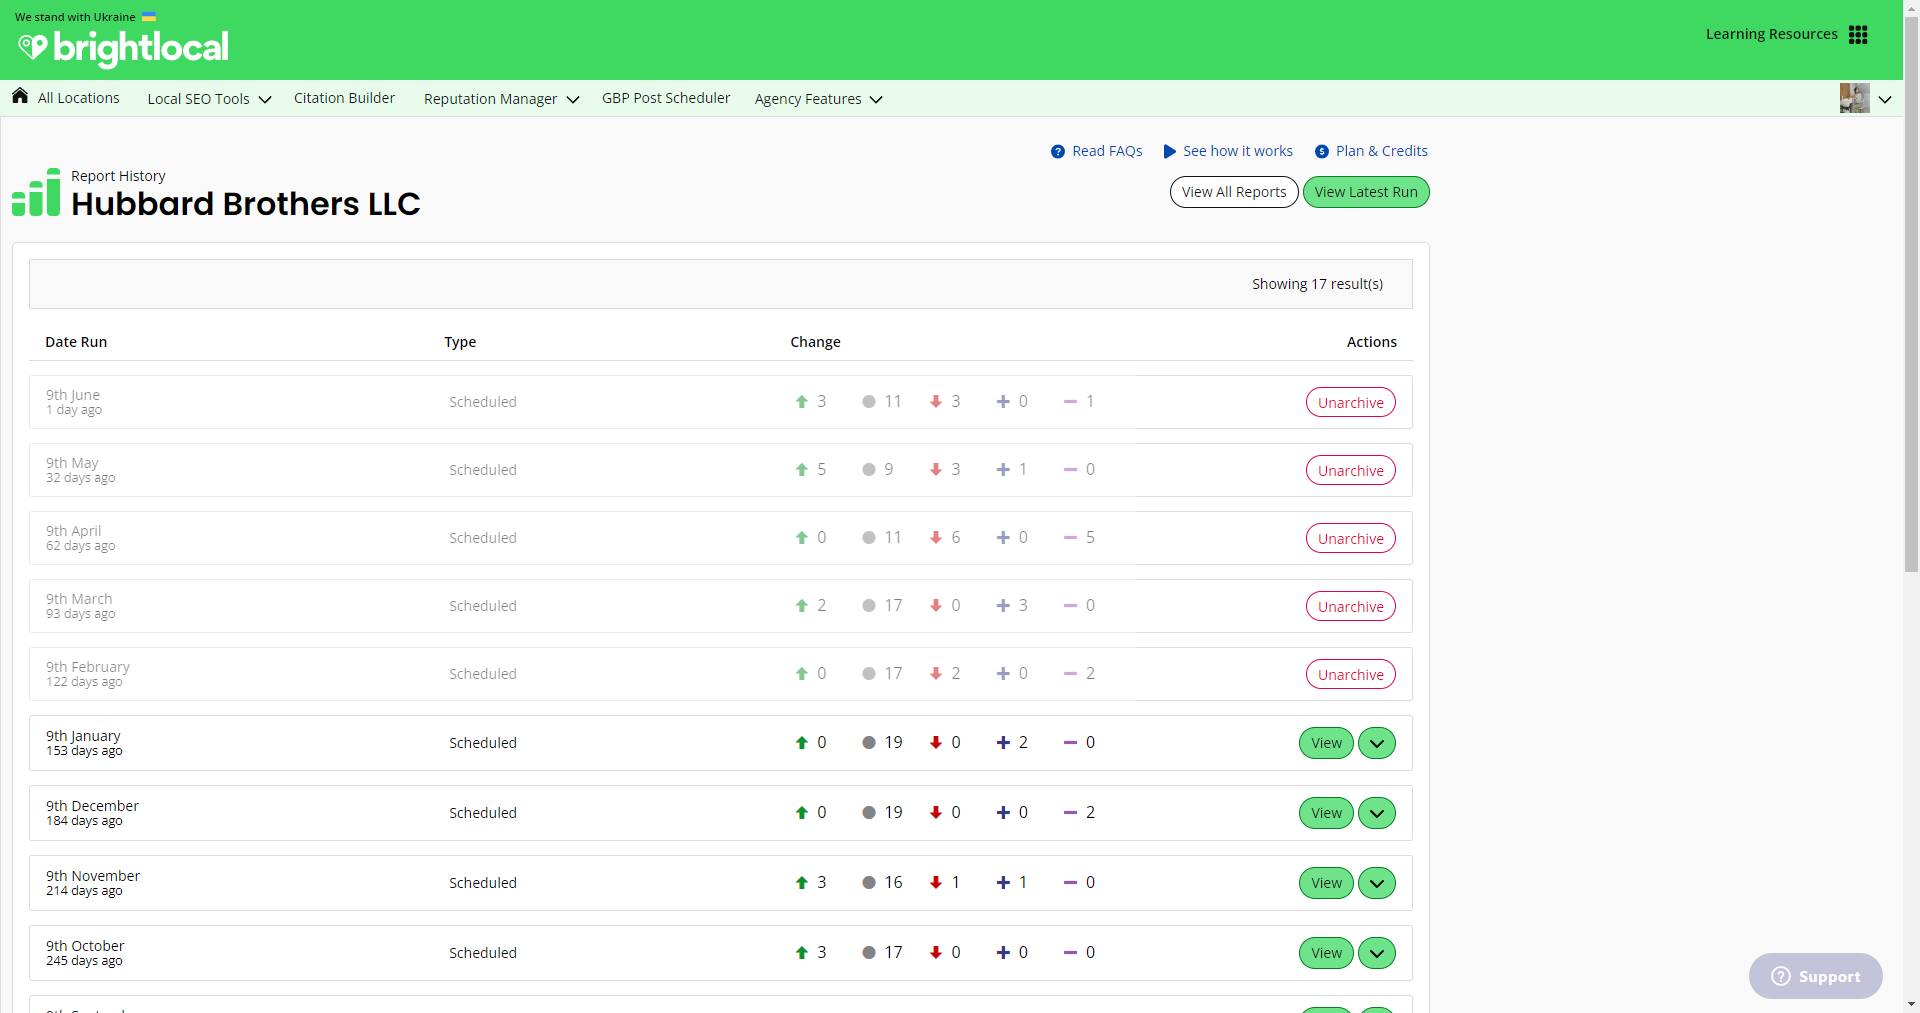 We stand with Ukraine
brightlocal
Learning Resources
All Locations Local SEO Tools Citation Builder Reputation Manager GBP Post Scheduler Agency Features
Read FAQs See how it works Plan & Credits
Report History
Hubbard Brothers LLC
View All Reports View Latest Run
Showing 17 result(s)
Date Run Type Change Actions
9th June
1 day ago
Scheduled 3 11 3 0 1 Unarchive
9th May
32 days ago
Scheduled 5 9 3 1 0 Unarchive
9th April
62 days ago
Scheduled 0 11 6 0 5 Unarchive
9th March
93 days ago
Scheduled 2 17 0 3 0 Unarchive
9th February
122 days ago
Scheduled 0 17 2 0 2 Unarchive
9th January
153 days ago
Scheduled 0 19 0 2 0 View
9th December
184 days ago
Scheduled 0 19 0 0 2 View
9th November
214 days ago
Scheduled 3 16 1 1 0 View
9th October
245 days ago
Scheduled 3 17 0 0 0 View
Support